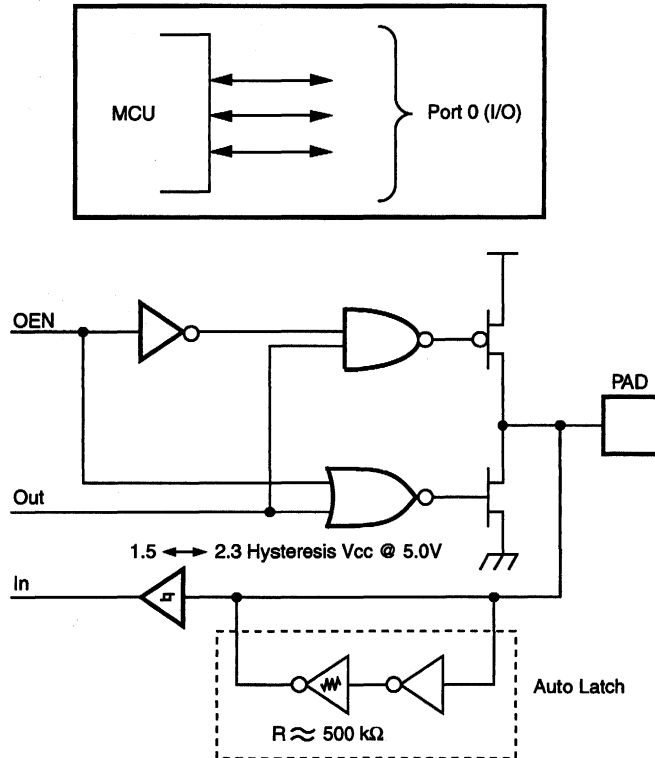 MCU
Port 0 (I/O)
OEN
PAD
Out
1.5 ↔ 2.3 Hysteresis Vcc @ 5.0V
In
Auto Latch
R ≈ 500 kΩ